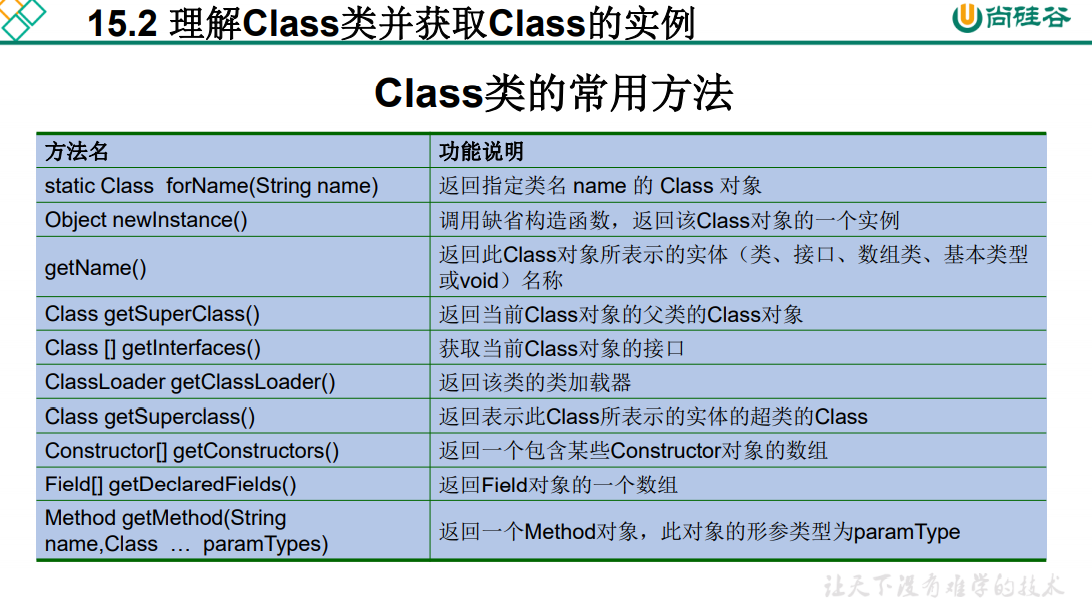 15.2 理解Class类并获取Class的实例
尚硅谷
Class类的常用方法
方法名 功能说明
static Class forName(String name) 返回指定类名 name 的 Class 对象
Object newInstance() 调用缺省构造函数，返回该Class对象的一个实例
getName() 返回此Class对象所表示的实体（类、接口、数组类、基本类型
或void）名称
Class getSuperClass() 返回当前Class对象的父类的Class对象
Class [] getInterfaces() 获取当前Class对象的接口
ClassLoader getClassLoader() 返回该类的类加载器
Class getSuperclass() 返回表示此Class所表示的实体的超类的Class
Constructor[] getConstructors() 返回一个包含某些Constructor对象的数组
Field[] getDeclaredFields() 返回Field对象的一个数组
Method getMethod(String
name,Class … paramTypes) 返回一个Method对象，此对象的形参类型为paramType
让天下没有难学的技术